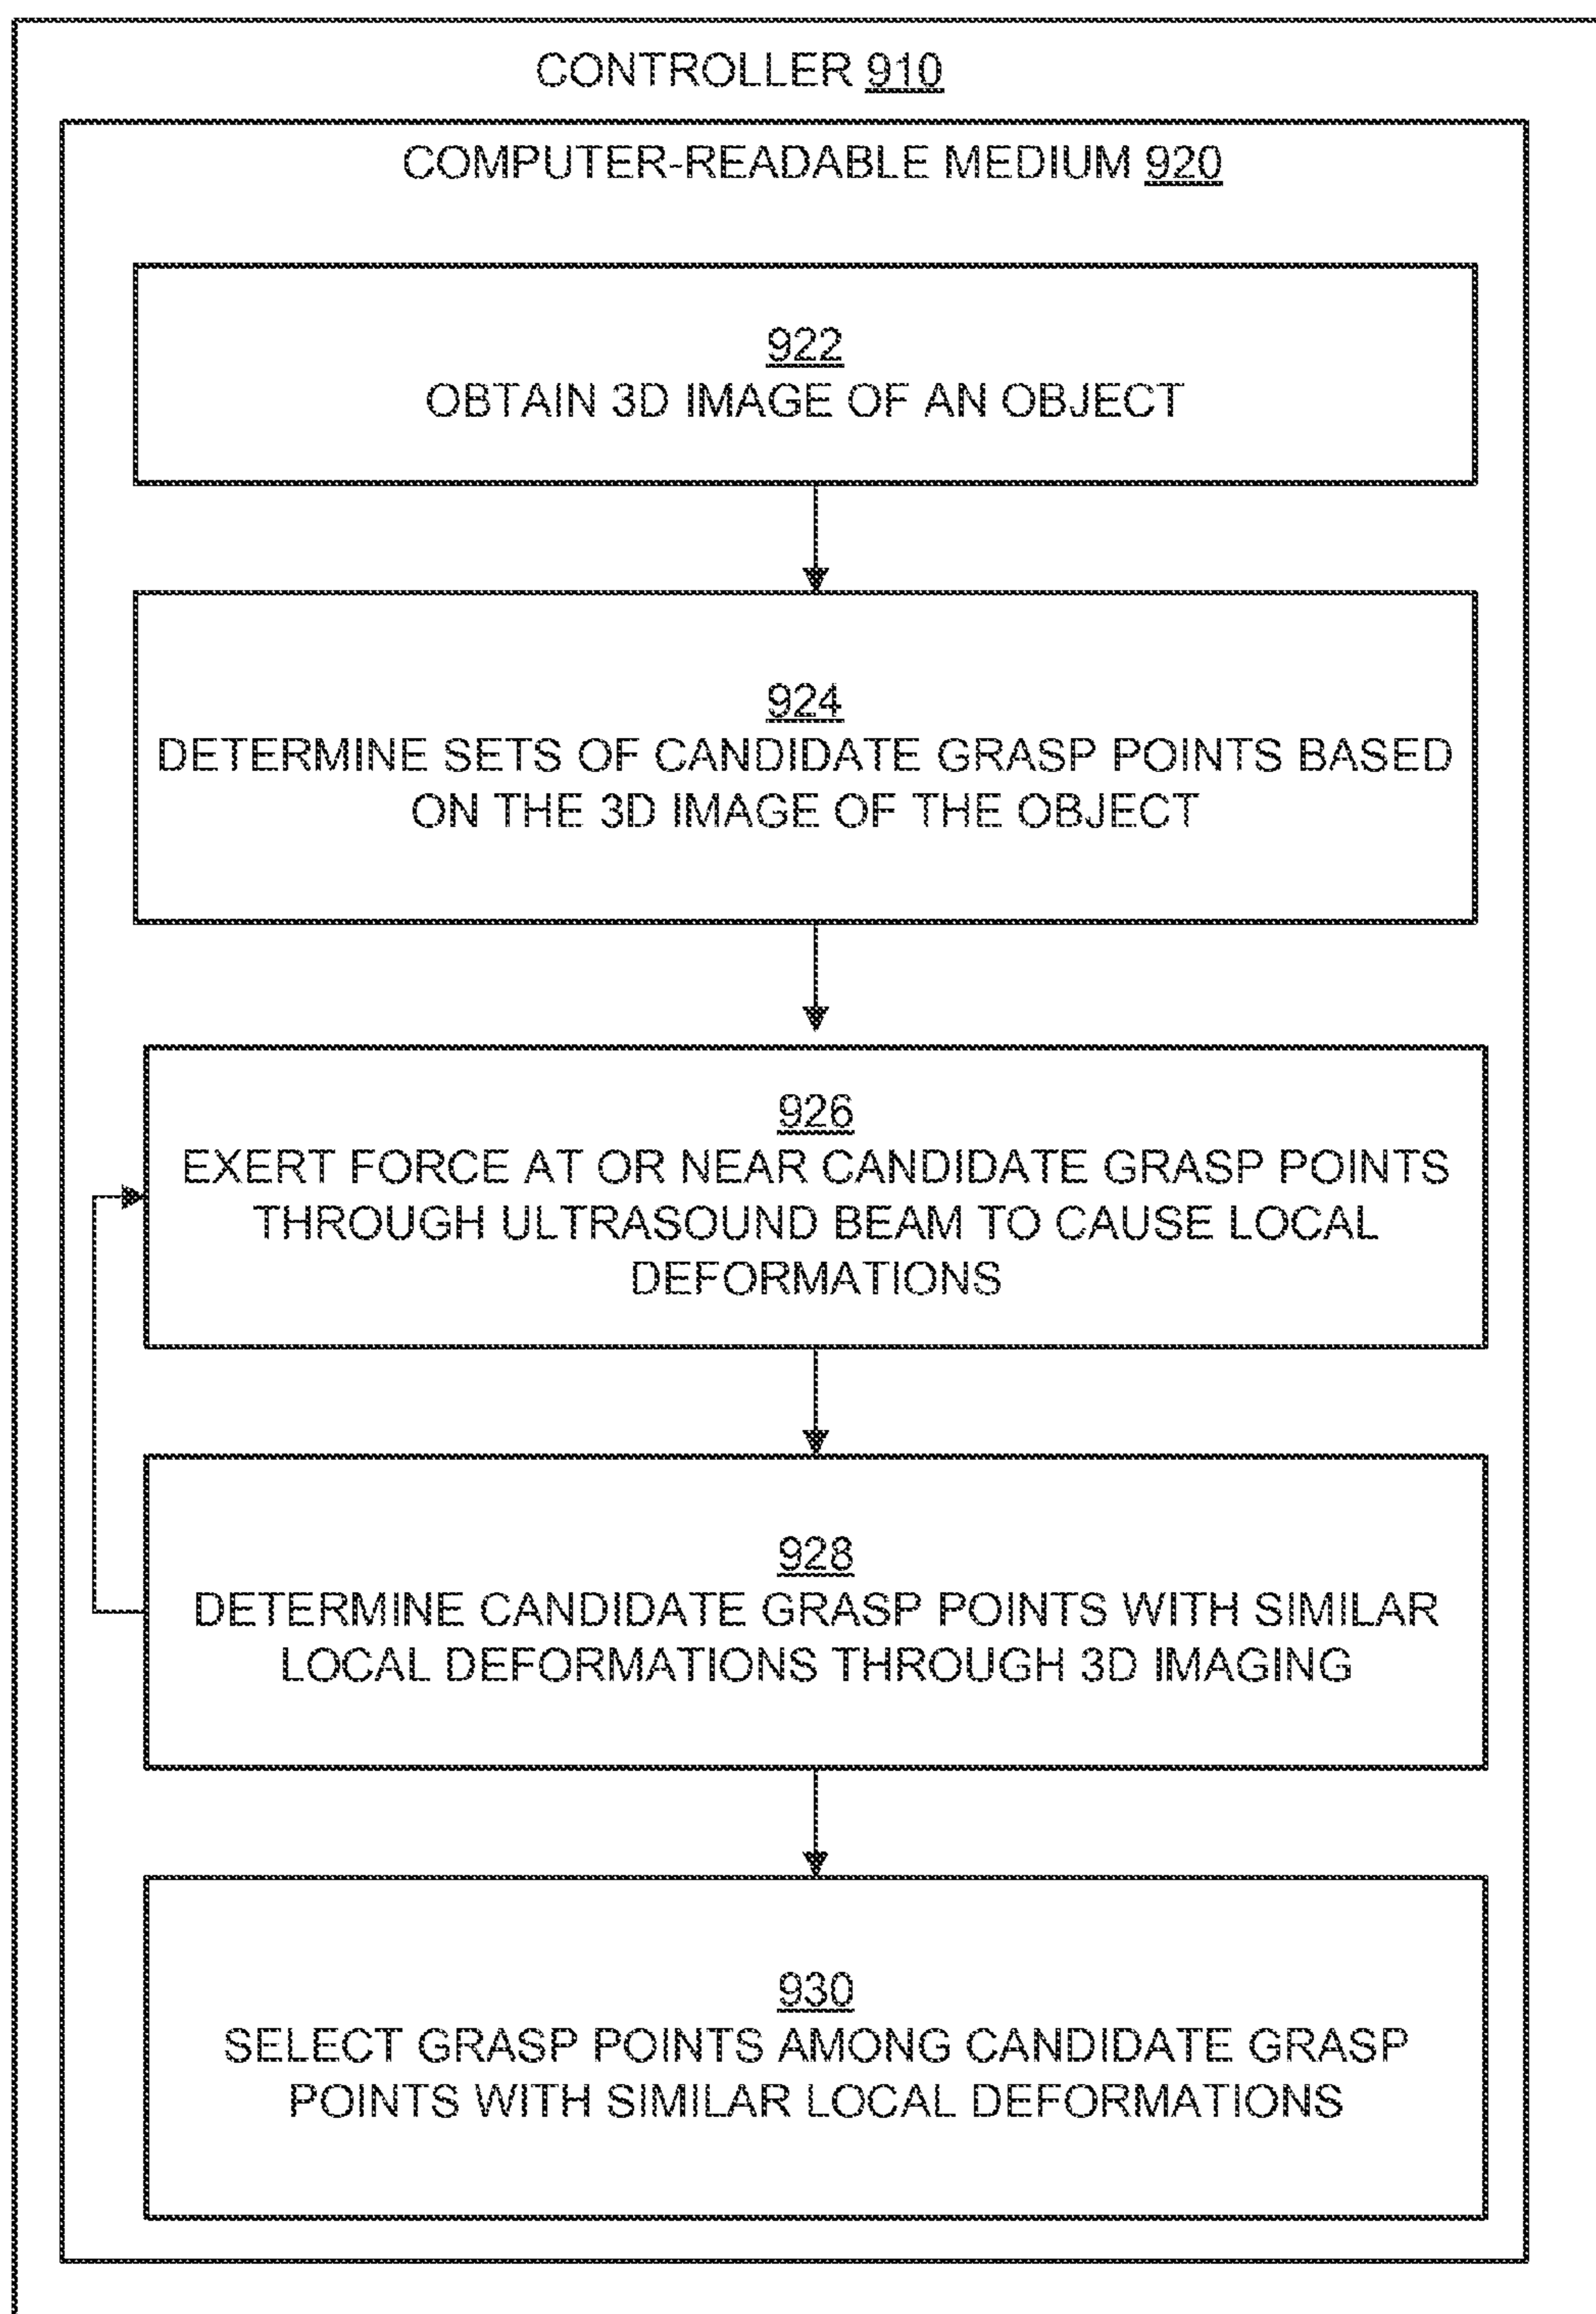 CONTROLLER 910
COMPUTER-READABLE MEDIUM 920
922
OBTAIN 3D IMAGE OF AN OBJECT
924
DETERMINE SETS OF CANDIDATE GRASP POINTS BASED
ON THE 3D IMAGE OF THE OBJECT
926
EXERT FORCE AT OR NEAR CANDIDATE GRASP POINTS
THROUGH ULTRASOUND BEAM TO CAUSE LOCAL
DEFORMATIONS
928
DETERMINE CANDIDATE GRASP POINTS WITH SIMILAR
LOCAL DEFORMATIONS THROUGH 3D IMAGING
930
SELECT GRASP POINTS AMONG CANDIDATE GRASP
POINTS WITH SIMILAR LOCAL DEFORMATIONS